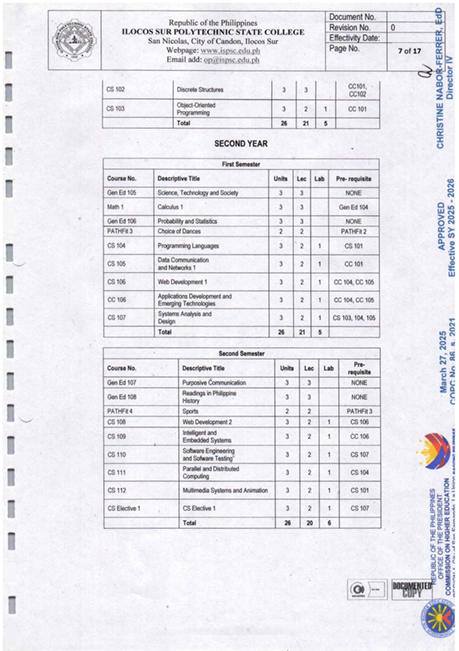 Republic of the Philippines
ILOCOS SUR POLYTECHNIC STATE COLLEGE
San Nicolas, City of Candon, Ilocos Sur
Webpage: www.ispsc.edu.ph
Email add: op@ispsc.edu.ph
Document No.
Revision No. 0
Effectivity Date:
Page No. 7 of 17
CS 102 Discrete Structures 3 3 CC101, CC102
CS 103 Object-Oriented Programming 3 2 1 CC 101
Total 26 21 5
SECOND YEAR
First Semester
Course No. Descriptive Title Units Lec Lab Pre- requisite
Gen Ed 105 Science, Technology and Society 3 3 NONE
Math 1 Calculus 1 3 3 Gen Ed 104
Gen Ed 106 Probability and Statistics 3 3 NONE
PATHFit 3 Choice of Dances 2 2 PATHFit 2
CS 104 Programming Languages 3 2 1 CS 101
CS 105 Data Communication and Networks 1 3 2 1 CC 101
CS 106 Web Development 1 3 2 1 CC 104, CC 105
CC 106 Applications Development and Emerging Technologies 3 2 1 CC 104, CC 105
CS 107 Systems Analysis and Design 3 2 1 CS 103, 104, 105
Total 26 21 5
Second Semester
Course No. Descriptive Title Units Lec Lab Pre-requisite
Gen Ed 107 Purposive Communication 3 3 NONE
Gen Ed 108 Readings in Philippine History 3 3 NONE
PATHFit 4 Sports 2 2 PATHFit 3
CS 108 Web Development 2 3 2 1 CS 106
CS 109 Intelligent and Embedded Systems 3 2 1 CC 106
CS 110 Software Engineering and Sofware Testing 3 2 1 CS 107
CS 111 Parallel and Distributed Computing 3 2 1 CS 104
CS 112 Multimedia Systems and Animation 3 2 1 CS 101
CS Elective 1 CS Elective 1 3 2 1 CS 107
Total 26 20 6
CHRISTINE NABOR-FERRER, EdD
Director IV
APPROVED
Effective SY 2025 - 2026
March 27, 2025
COPC No. 86, s. 2021
REPUBLIC OF THE PHILIPPINES
OFFICE OF THE PRESIDENT
COMMISSION ON HIGHER EDUCATION
DOCUMENTED
COPY